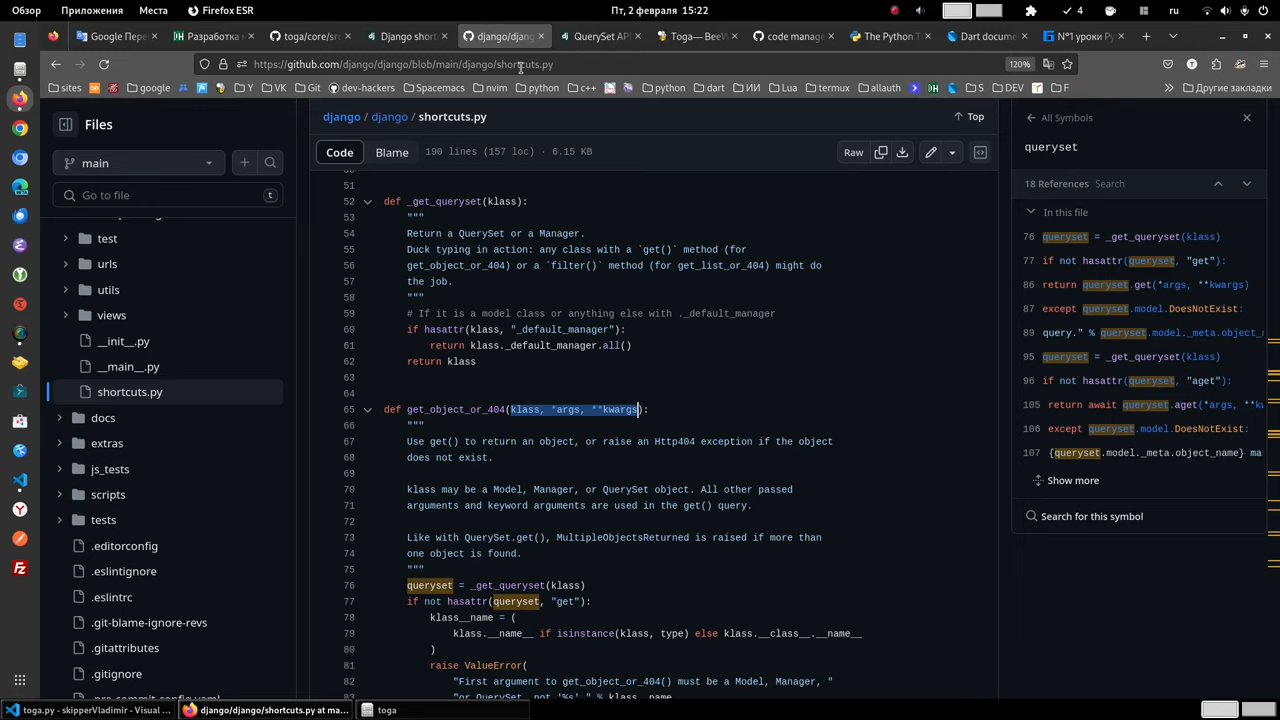 Обзор Приложения Места Firefox ESR Пт, 2 февраля 15:22 4 ru
Google Пере Разработка toga/core/src Django short django/djang QuerySet API Toga—BeeW code manage The Python T Dart docume N°1 уроки Py
https://github.com/django/django/blob/main/django/shortcuts.py 120%
sites google Y VK Git dev-hackers Spacemacs nvim python c++ python dart ИИ Lua termux allauth S DEV F Другие закладки
Files
main
Go to file
test
urls
utils
views
__init__.py
__main__.py
shortcuts.py
docs
extras
js_tests
scripts
tests
.editorconfig
.eslintignore
.eslintrc
.git-blame-ignore-revs
.gitattributes
.gitignore
django / django / shortcuts.py Top
Code Blame 190 lines (157 loc) · 6.15 KB Raw
51
52 def _get_queryset(klass):
53 """
54 Return a QuerySet or a Manager.
55 Duck typing in action: any class with a `get()` method (for
56 get_object_or_404) or a `filter()` method (for get_list_or_404) might do
57 the job.
58 """
59 # If it is a model class or anything else with ._default_manager
60 if hasattr(klass, "_default_manager"):
61 return klass._default_manager.all()
62 return klass
63
64
65 def get_object_or_404(klass, *args, **kwargs):
66 """
67 Use get() to return an object, or raise an Http404 exception if the object
68 does not exist.
69
70 klass may be a Model, Manager, or QuerySet object. All other passed
71 arguments and keyword arguments are used in the get() query.
72
73 Like with QuerySet.get(), MultipleObjectsReturned is raised if more than
74 one object is found.
75 """
76 queryset = _get_queryset(klass)
77 if not hasattr(queryset, "get"):
78 klass__name = (
79 klass.__name__ if isinstance(klass, type) else klass.__class__.__name__
80 )
81 raise ValueError(
82 "First argument to get_object_or_404() must be a Model, Manager, "
83 "or QuerySet, not '%s'." % klass__name
All Symbols
queryset
18 References Search
In this file
76 queryset = _get_queryset(klass)
77 if not hasattr(queryset, "get"):
86 return queryset.get(*args, **kwargs)
87 except queryset.model.DoesNotExist:
89 query." % queryset.model._meta.object_
95 queryset = _get_queryset(klass)
96 if not hasattr(queryset, "aget"):
105 return await queryset.aget(*args, **k
106 except queryset.model.DoesNotExist:
107 {queryset.model._meta.object_name} ma
Show more
Search for this symbol
toga.py - skipperVladimir - Visual ... django/django/shortcuts.py at ma... toga